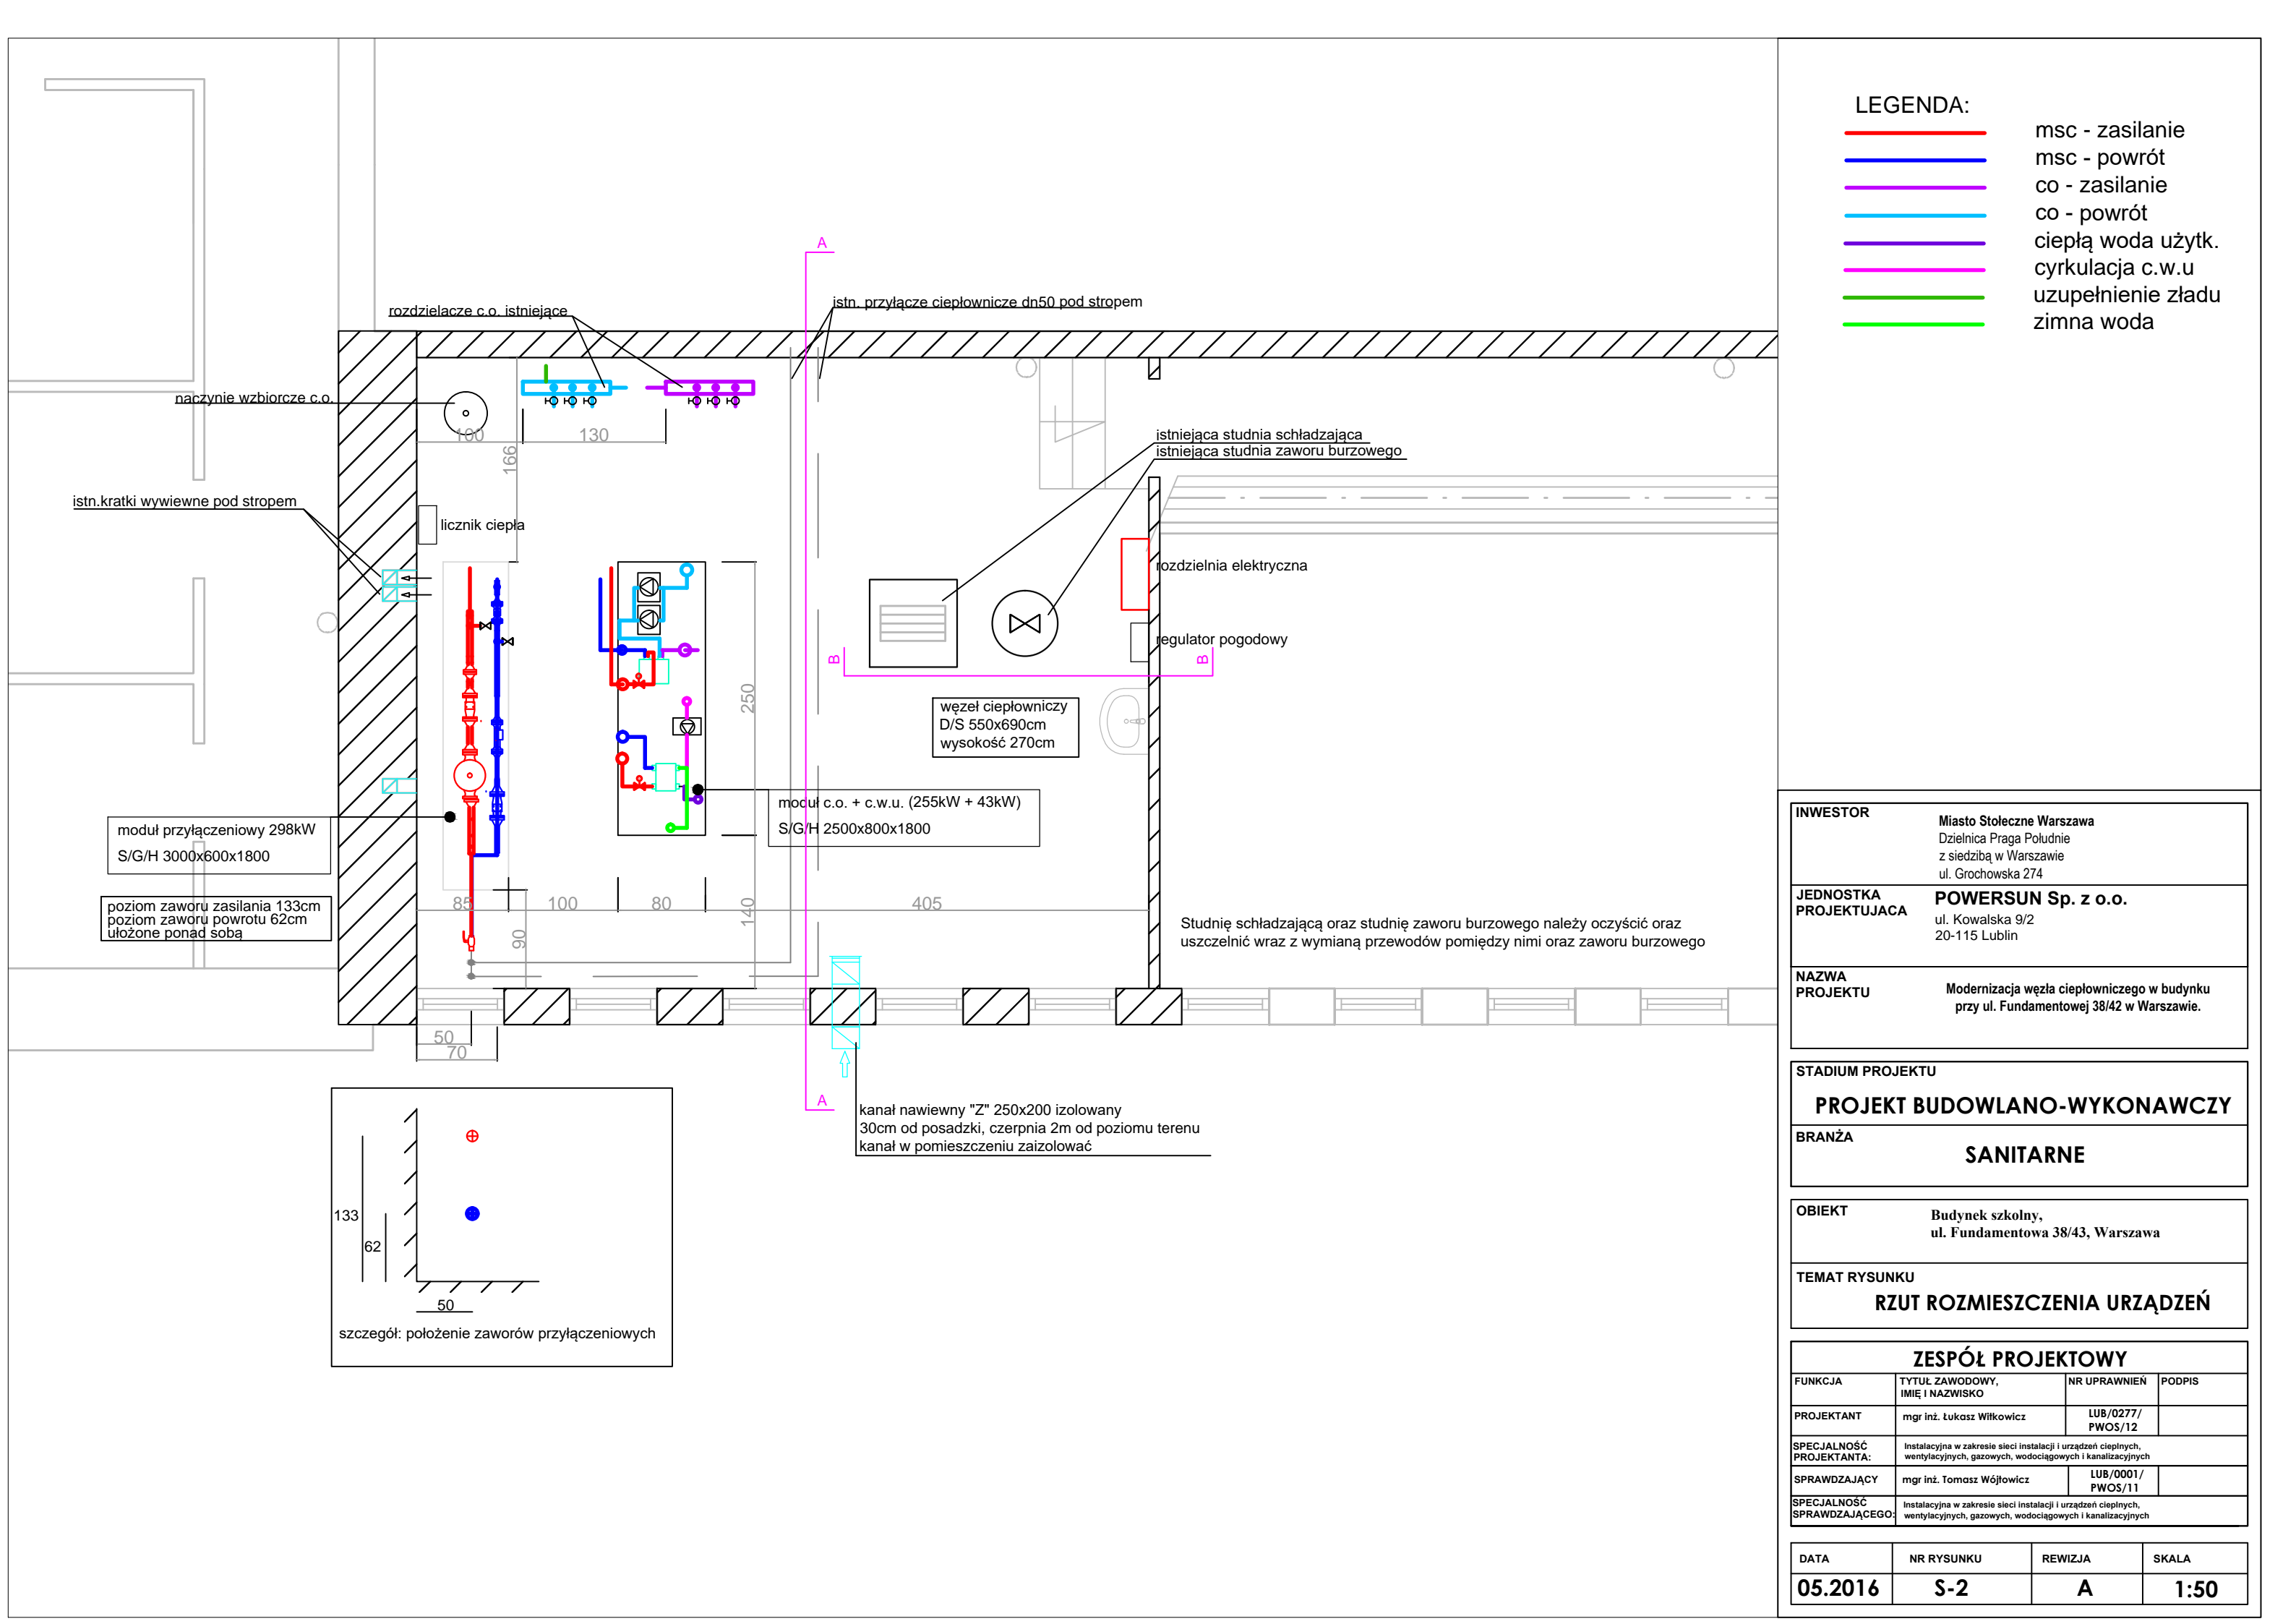 LEGENDA:
msc - zasilanie
msc - powrót
co - zasilanie
co - powrót
ciepłą woda użytk.
cyrkulacja c.w.u
uzupełnienie zładu
zimna woda
A
rozdzielacze c.o. istniejące
istn. przyłącze ciepłownicze dn50 pod stropem
naczynie wzbiorcze c.o.
100
130
166
istniejąca studnia schładzająca
istniejąca studnia zaworu burzowego
istn.kratki wywiewne pod stropem
licznik ciepła
rozdzielnia elektryczna
regulator pogodowy
B
B
250
węzeł ciepłowniczy
D/S 550x690cm
wysokość 270cm
moduł c.o. + c.w.u. (255kW + 43kW)
S/G/H 2500x800x1800
moduł przyłączeniowy 298kW
S/G/H 3000x600x1800
poziom zaworu zasilania 133cm
poziom zaworu powrotu 62cm
ułożone ponad sobą
85
100
80
140
405
90
Studnię schładzającą oraz studnię zaworu burzowego należy oczyścić oraz
uszczelnić wraz z wymianą przewodów pomiędzy nimi oraz zaworu burzowego
50
70
A
kanał nawiewny "Z" 250x200 izolowany
30cm od posadzki, czerpnia 2m od poziomu terenu
kanał w pomieszczeniu zaizolować
133
62
50
szczegół: położenie zaworów przyłączeniowych
INWESTOR
Miasto Stołeczne Warszawa
Dzielnica Praga Południe
z siedzibą w Warszawie
ul. Grochowska 274
JEDNOSTKA
PROJEKTUJACA
POWERSUN Sp. z o.o.
ul. Kowalska 9/2
20-115 Lublin
NAZWA
PROJEKTU
Modernizacja węzła ciepłowniczego w budynku
przy ul. Fundamentowej 38/42 w Warszawie.
STADIUM PROJEKTU
PROJEKT BUDOWLANO-WYKONAWCZY
BRANŻA
SANITARNE
OBIEKT
Budynek szkolny,
ul. Fundamentowa 38/43, Warszawa
TEMAT RYSUNKU
RZUT ROZMIESZCZENIA URZĄDZEŃ
ZESPÓŁ PROJEKTOWY
FUNKCJA
TYTUŁ ZAWODOWY,
IMIĘ I NAZWISKO
NR UPRAWNIEŃ
PODPIS
PROJEKTANT
mgr inż. Łukasz Witkowicz
LUB/0277/
PWOS/12
SPECJALNOŚĆ
PROJEKTANTA:
Instalacyjna w zakresie sieci instalacji i urządzeń cieplnych,
wentylacyjnych, gazowych, wodociągowych i kanalizacyjnych
SPRAWDZAJĄCY
mgr inż. Tomasz Wójtowicz
LUB/0001/
PWOS/11
SPECJALNOŚĆ
SPRAWDZAJĄCEGO:
Instalacyjna w zakresie sieci instalacji i urządzeń cieplnych,
wentylacyjnych, gazowych, wodociągowych i kanalizacyjnych
DATA
NR RYSUNKU
REWIZJA
SKALA
05.2016
S-2
A
1:50